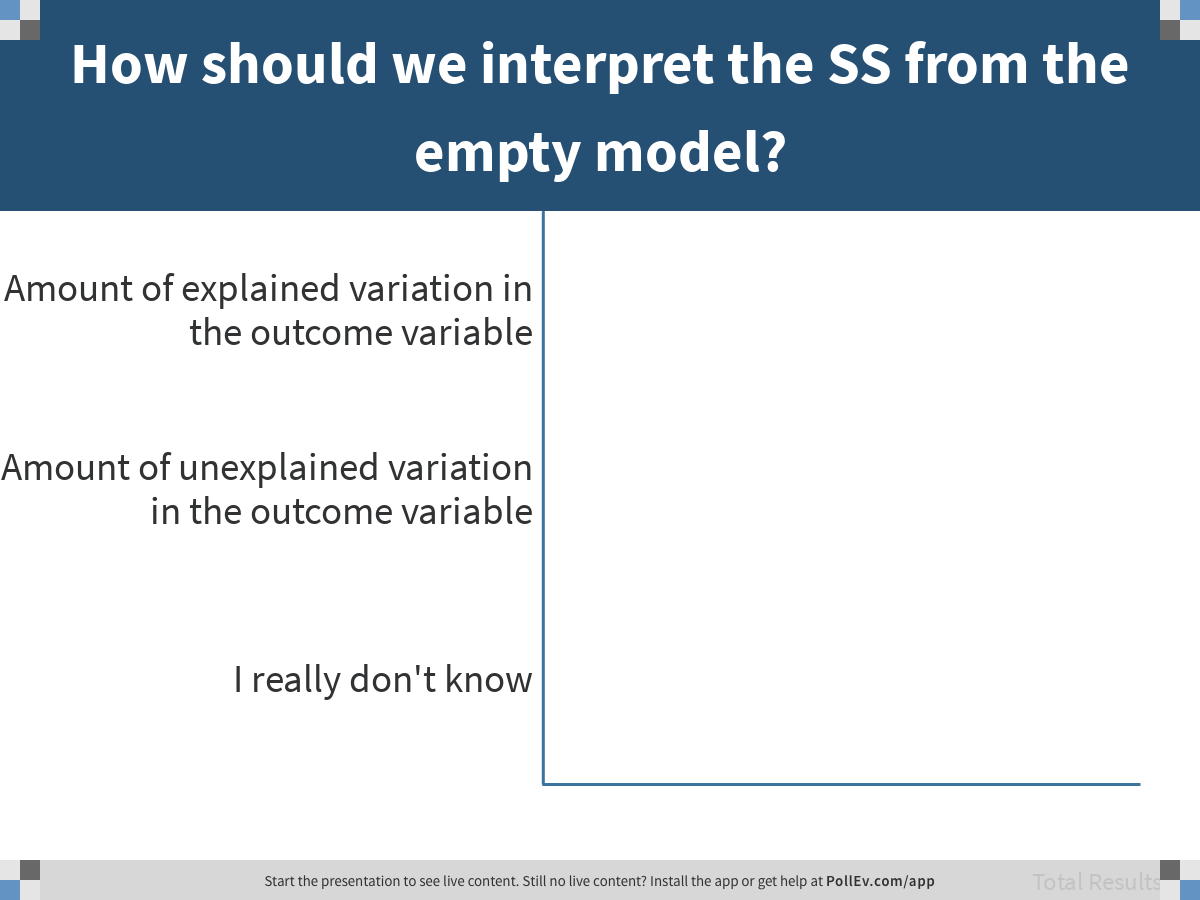 How should we interpret the SS from the
empty model?
Amount of explained variation in
the outcome variable
Amount of unexplained variation
in the outcome variable
I really don't know
Start the presentation to see live content. Still no live content? Install the app or get help at PollEv.com/app
Total Results